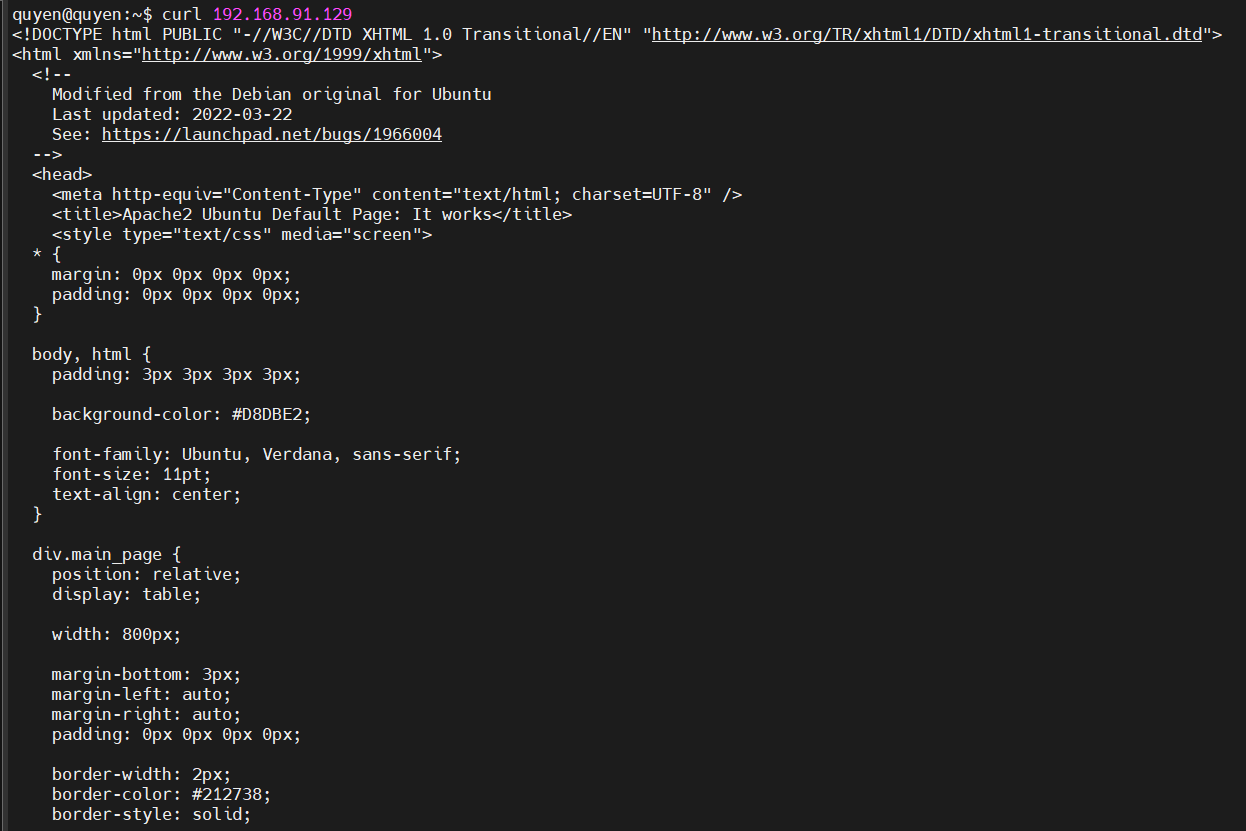 quyen@quyen:~$ curl 192.168.91.129
<!DOCTYPE html PUBLIC "-//W3C//DTD XHTML 1.0 Transitional//EN" "http://www.w3.org/TR/xhtml1/DTD/xhtml1-transitional.dtd">
<html xmlns="http://www.w3.org/1999/xhtml">
  <!--
    Modified from the Debian original for Ubuntu
    Last updated: 2022-03-22
    See: https://launchpad.net/bugs/1966004
  -->
  <head>
    <meta http-equiv="Content-Type" content="text/html; charset=UTF-8" />
    <title>Apache2 Ubuntu Default Page: It works</title>
    <style type="text/css" media="screen">
  * {
    margin: 0px 0px 0px 0px;
    padding: 0px 0px 0px 0px;
  }

  body, html {
    padding: 3px 3px 3px 3px;

    background-color: #D8DBE2;

    font-family: Ubuntu, Verdana, sans-serif;
    font-size: 11pt;
    text-align: center;
  }

  div.main_page {
    position: relative;
    display: table;

    width: 800px;

    margin-bottom: 3px;
    margin-left: auto;
    margin-right: auto;
    padding: 0px 0px 0px 0px;

    border-width: 2px;
    border-color: #212738;
    border-style: solid;